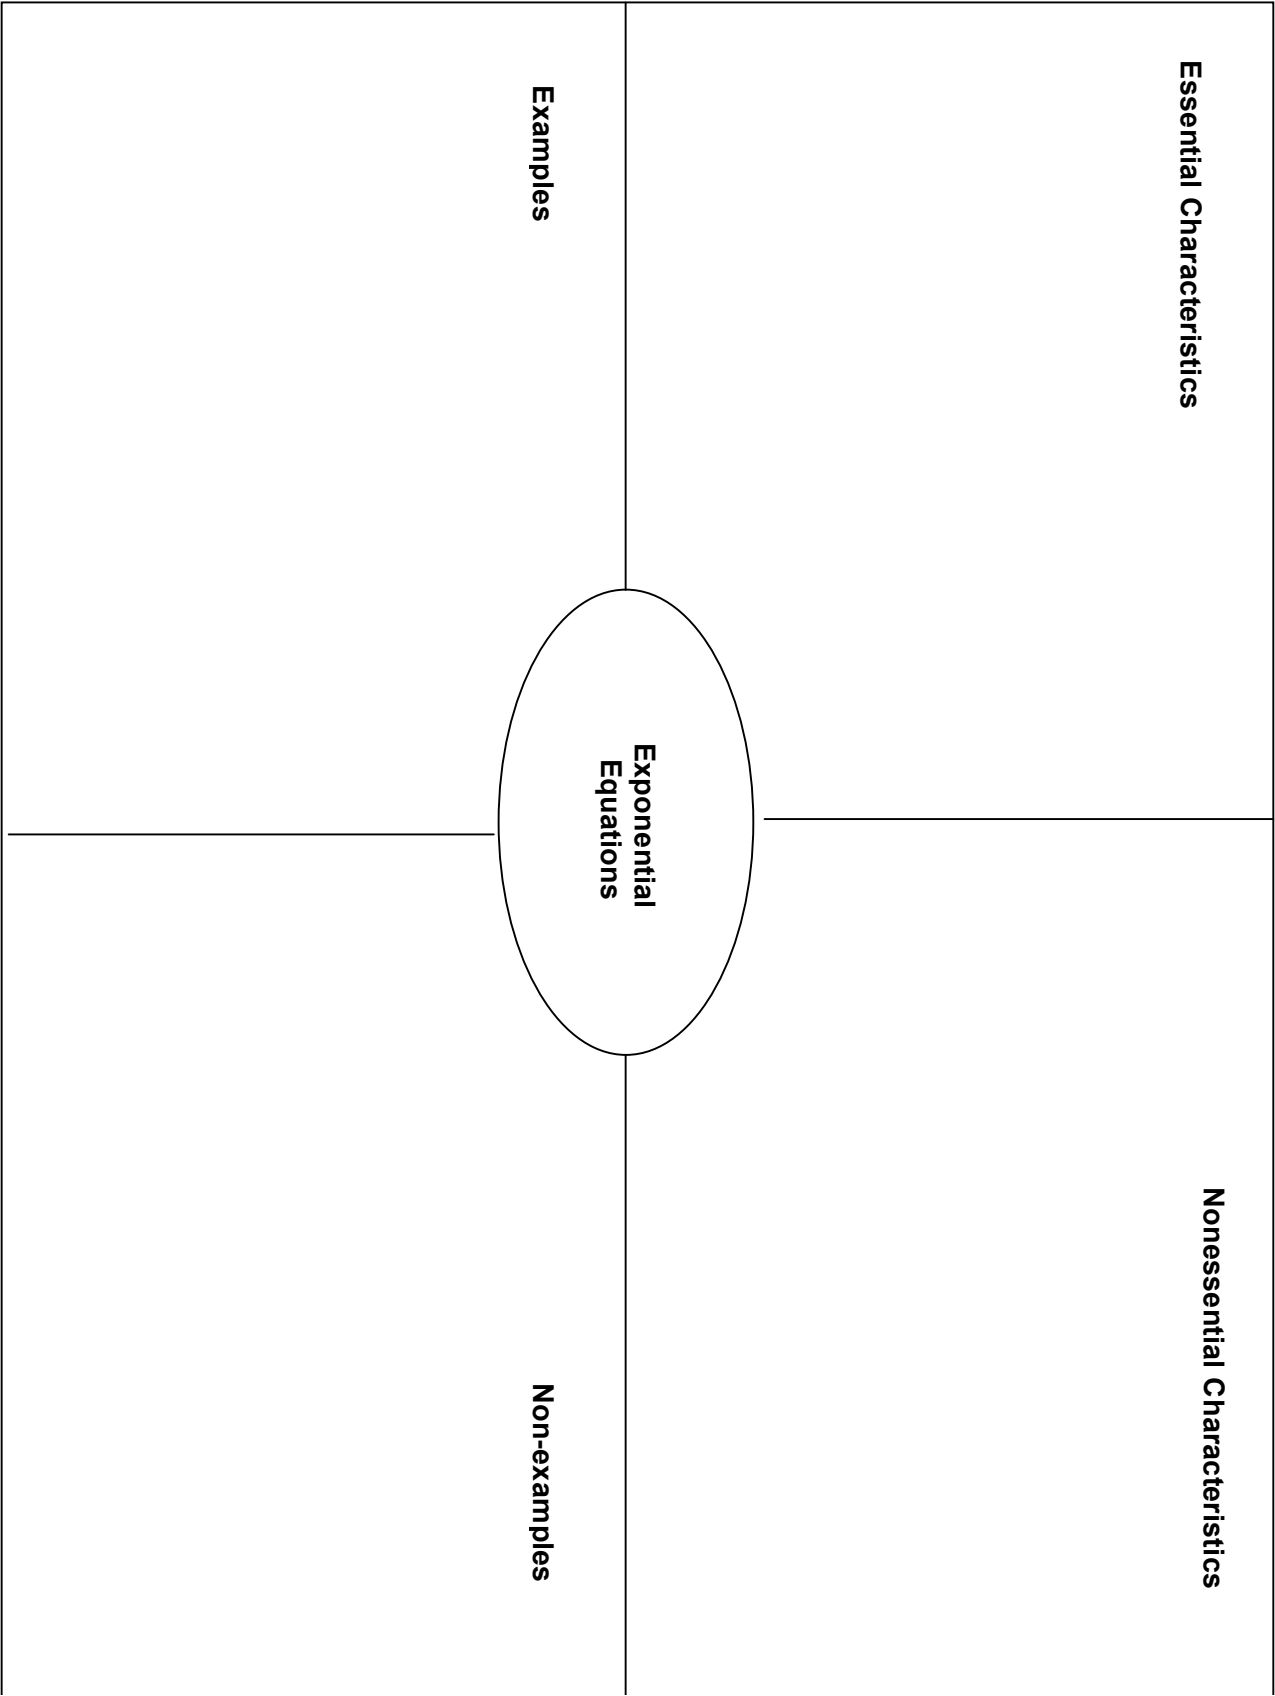 Essential Characteristics
Nonessential Characteristics
Exponential
Equations
Examples
Non-examples